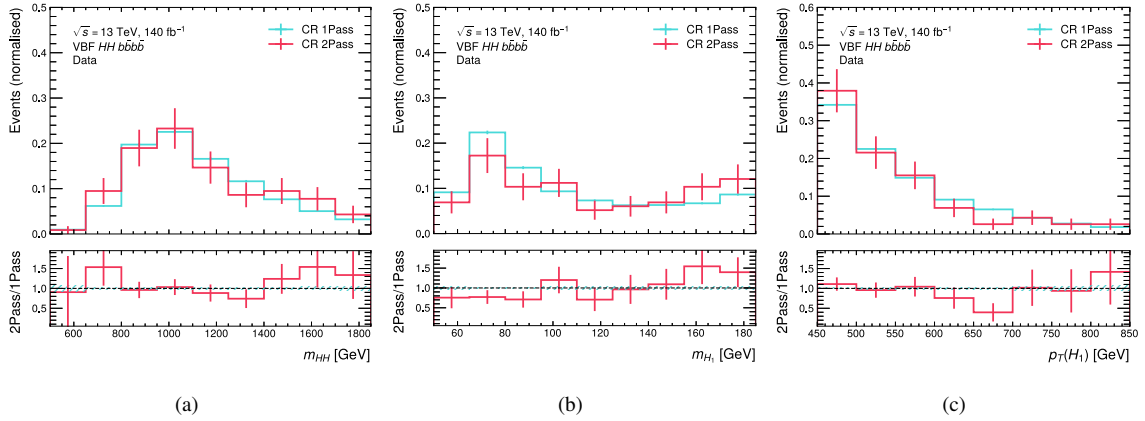 0.5
0.4
0.3
0.2
0.1
0.0
Events (normalised)
√s = 13 TeV, 140 fb⁻¹
VBF HH bb̄bb̄
Data
CR 1Pass
CR 2Pass
1.5
1.0
0.5
2Pass/1Pass
600 800 1000 1200 1400 1600 1800
m_HH [GeV]
(a)
0.5
0.4
0.3
0.2
0.1
0.0
Events (normalised)
√s = 13 TeV, 140 fb⁻¹
VBF HH bb̄bb̄
Data
CR 1Pass
CR 2Pass
1.5
1.0
0.5
2Pass/1Pass
60 80 100 120 140 160 180
m_H₁ [GeV]
(b)
0.6
0.5
0.4
0.3
0.2
0.1
0.0
Events (normalised)
√s = 13 TeV, 140 fb⁻¹
VBF HH bb̄bb̄
Data
CR 1Pass
CR 2Pass
1.5
1.0
0.5
2Pass/1Pass
450 500 550 600 650 700 750 800 850
p_T(H₁) [GeV]
(c)